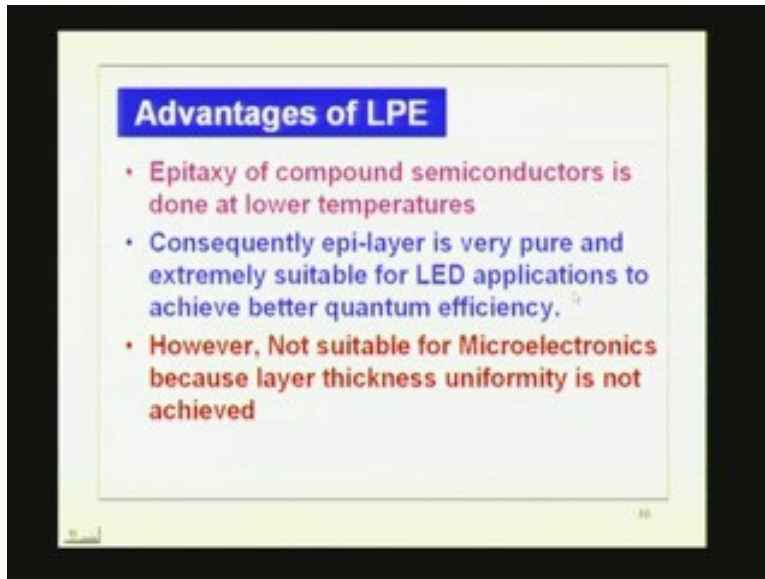 Advantages of LPE
• Epitaxy of compound semiconductors is
done at lower temperatures
• Consequently epi-layer is very pure and
extremely suitable for LED applications to
achieve better quantum efficiency.
• However, Not suitable for Microelectronics
because layer thickness uniformity is not
achieved